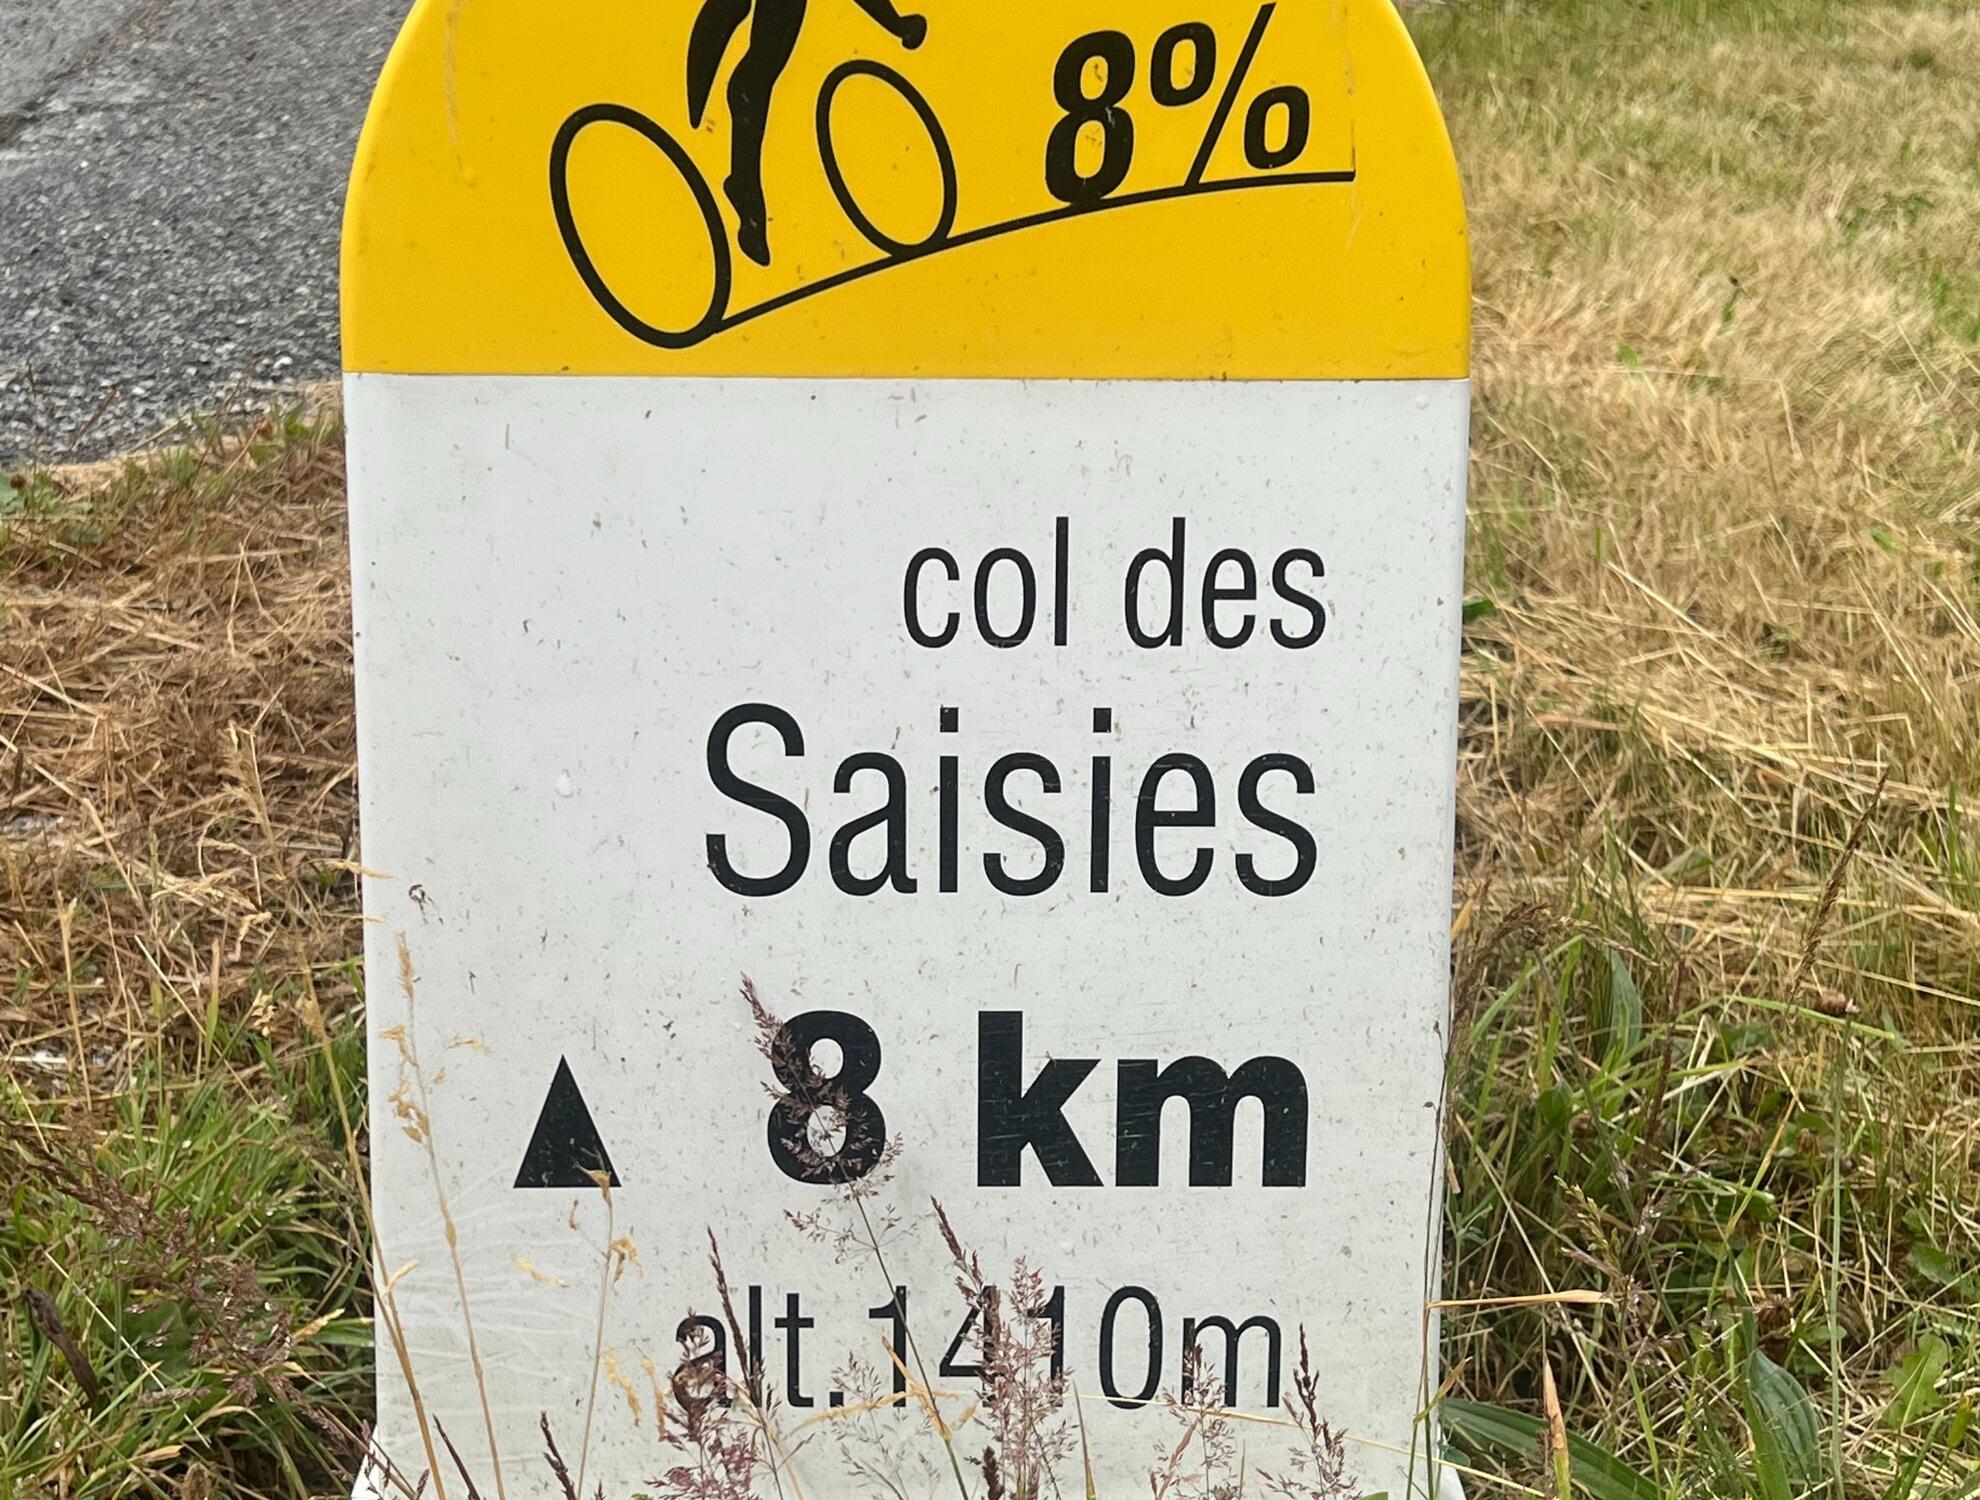 8%
col des
Saisies
▲ 8 km
alt.1410m